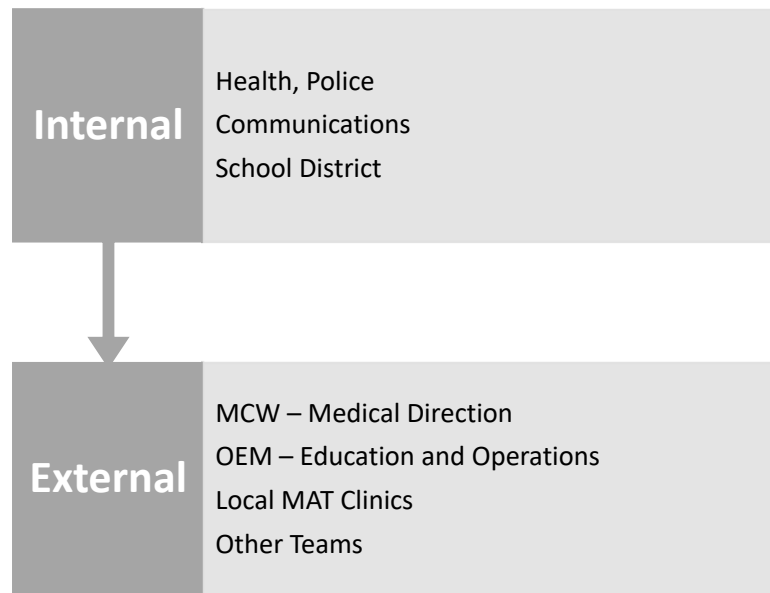 Internal
Health, Police
Communications
School District
External
MCW – Medical Direction
OEM – Education and Operations
Local MAT Clinics
Other Teams